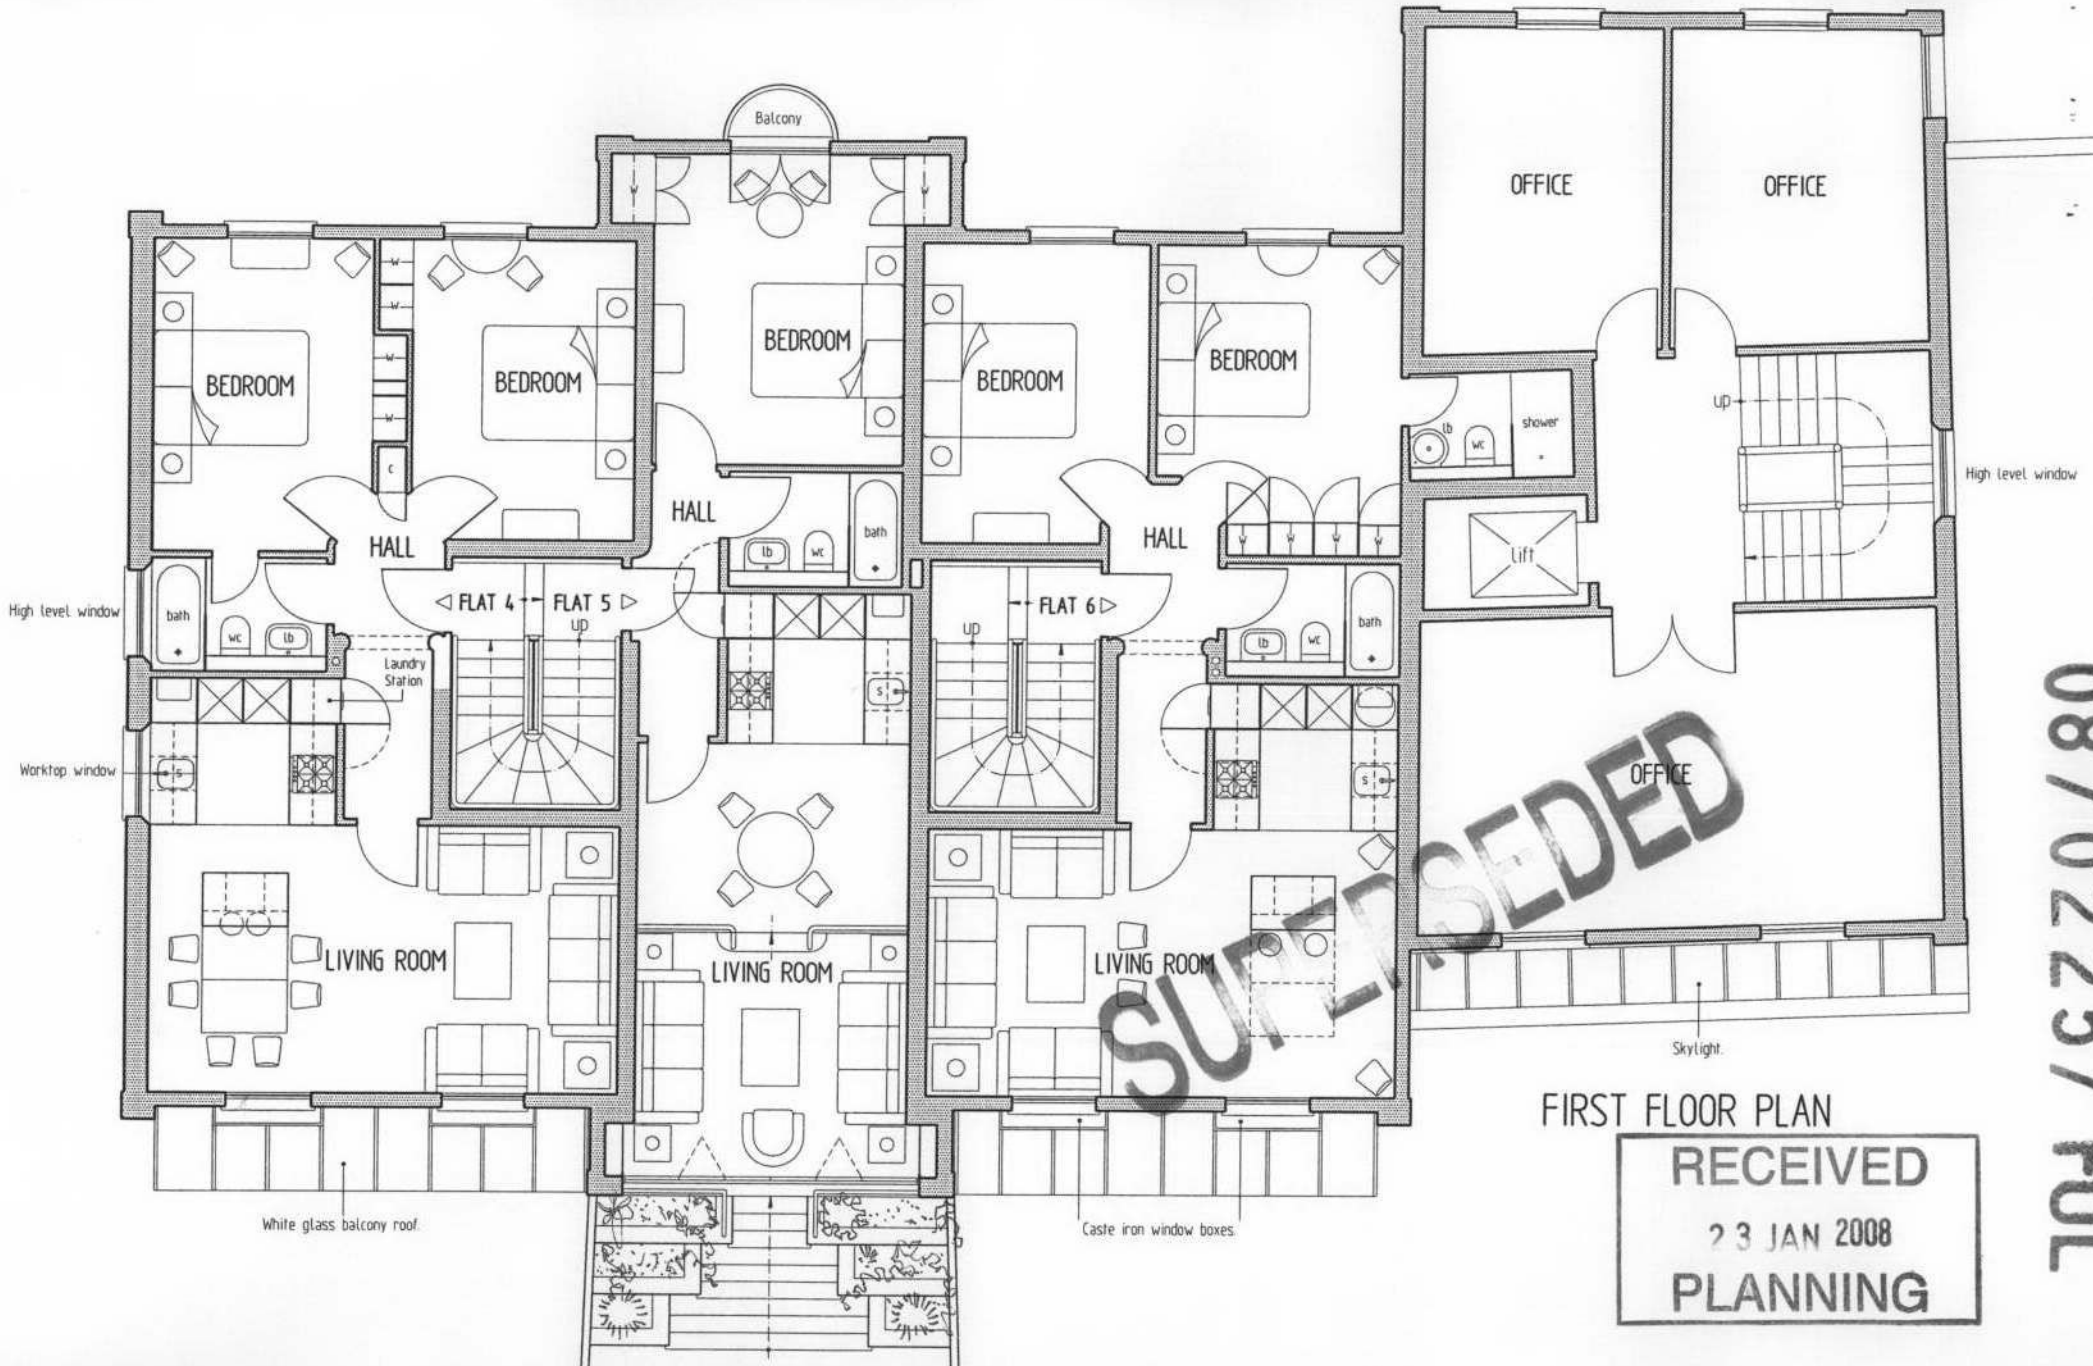 Balcony
W
W
OFFICE
OFFICE
W
W
W
W
C
BEDROOM
BEDROOM
BEDROOM
BEDROOM
BEDROOM
UP
lb
wc
shower
High level window
HALL
HALL
HALL
lb
wc
bath
W
W
W
W
lift
High level window
bath
wc
lb
FLAT 4
FLAT 5
UP
UP
FLAT 6
lb
wc
bath
Laundry
Station
S
S
S
Worktop window
OFFICE
LIVING ROOM
LIVING ROOM
LIVING ROOM
SUPERSEDED
Skylight.
FIRST FLOOR PLAN
White glass balcony roof.
Caste iron window boxes.
RECEIVED
23 JAN 2008
PLANNING